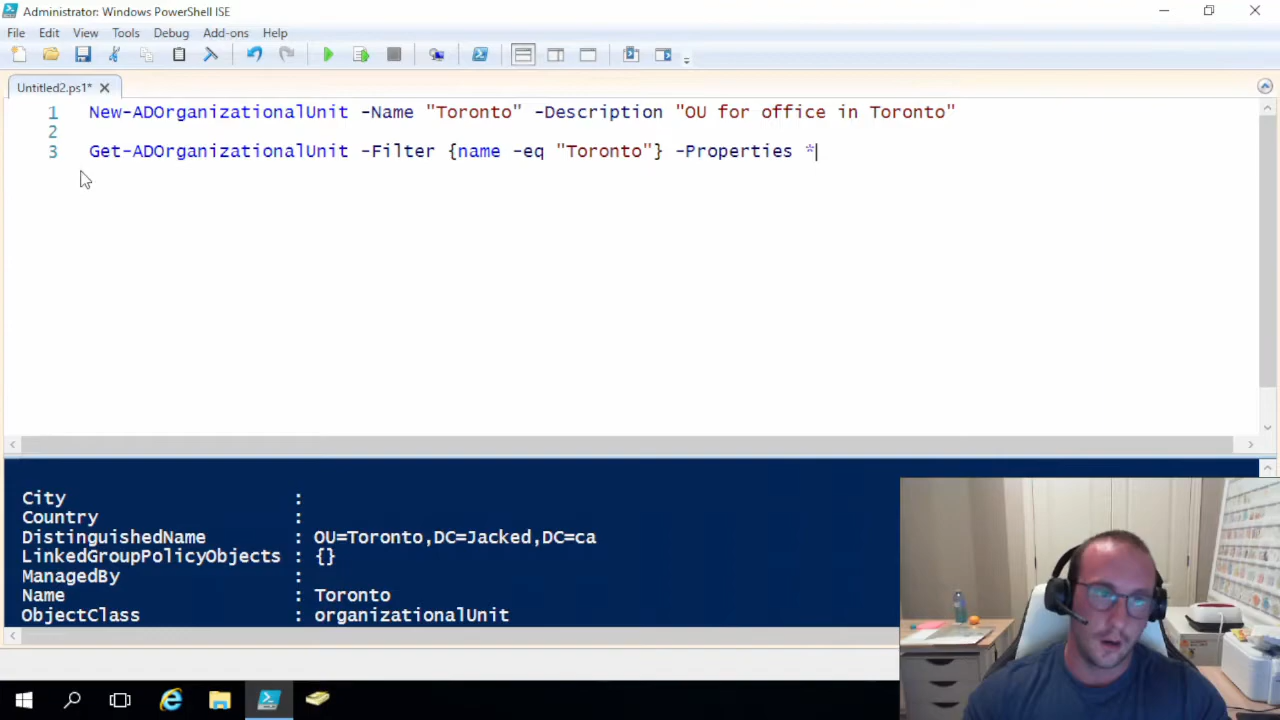 Administrator: Windows PowerShell ISE
File Edit View Tools Debug Add-ons Help
Untitled2.ps1*
1 New-ADOrganizationalUnit -Name "Toronto" -Description "OU for office in Toronto"
2
3 Get-ADOrganizationalUnit -Filter {name -eq "Toronto"} -Properties *
City :
Country :
DistinguishedName : OU=Toronto,DC=Jacked,DC=ca
LinkedGroupPolicyObjects : {}
ManagedBy :
Name : Toronto
ObjectClass : organizationalUnit